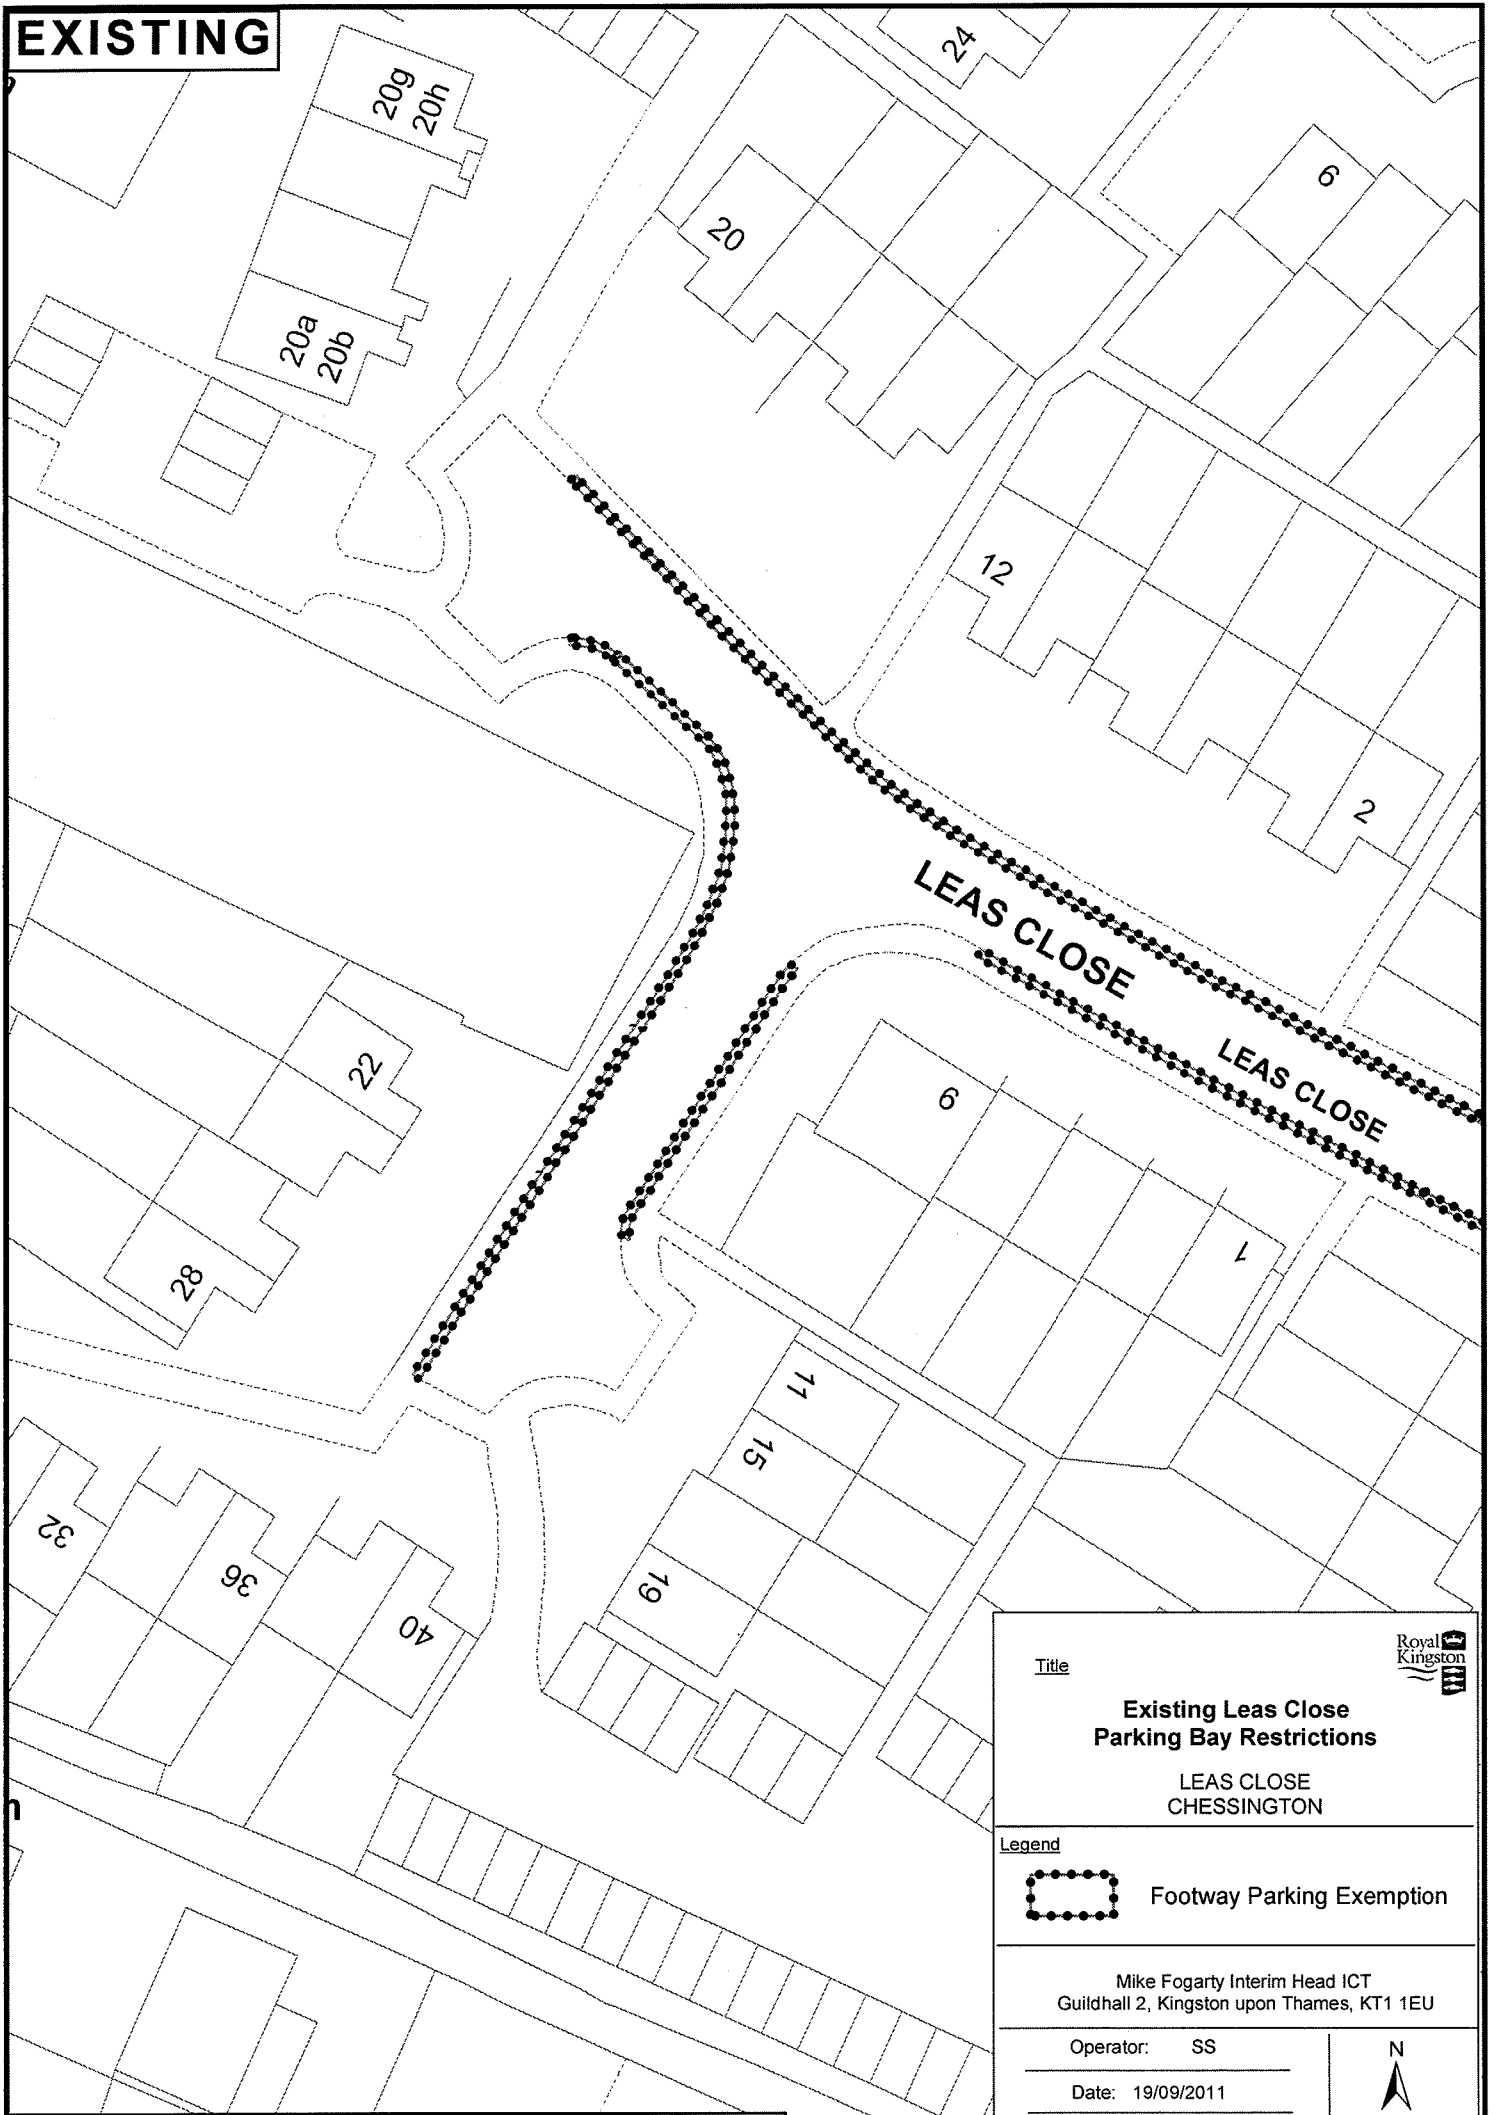 EXISTING
20g
20h
24
6
20
20a
20b
12
2
LEAS CLOSE
LEAS CLOSE
22
9
28
1
11
15
19
32
36
40
Title
Royal
Kingston
Existing Leas Close
Parking Bay Restrictions
LEAS CLOSE
CHESSINGTON
Legend
Footway Parking Exemption
Mike Fogarty Interim Head ICT
Guildhall 2, Kingston upon Thames, KT1 1EU
Operator: SS
N
Date: 19/09/2011